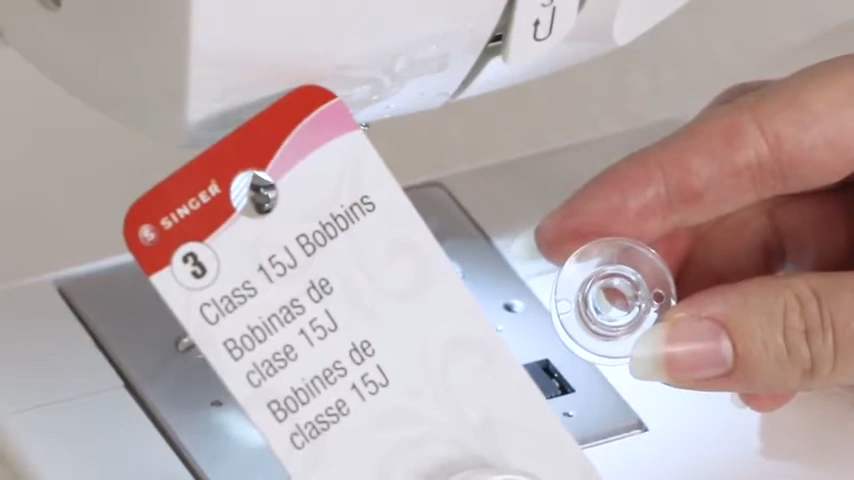 SINGER
3
Class 15J Bobbins
Bobinas de
clase 15J
Bobines de
classe 15J